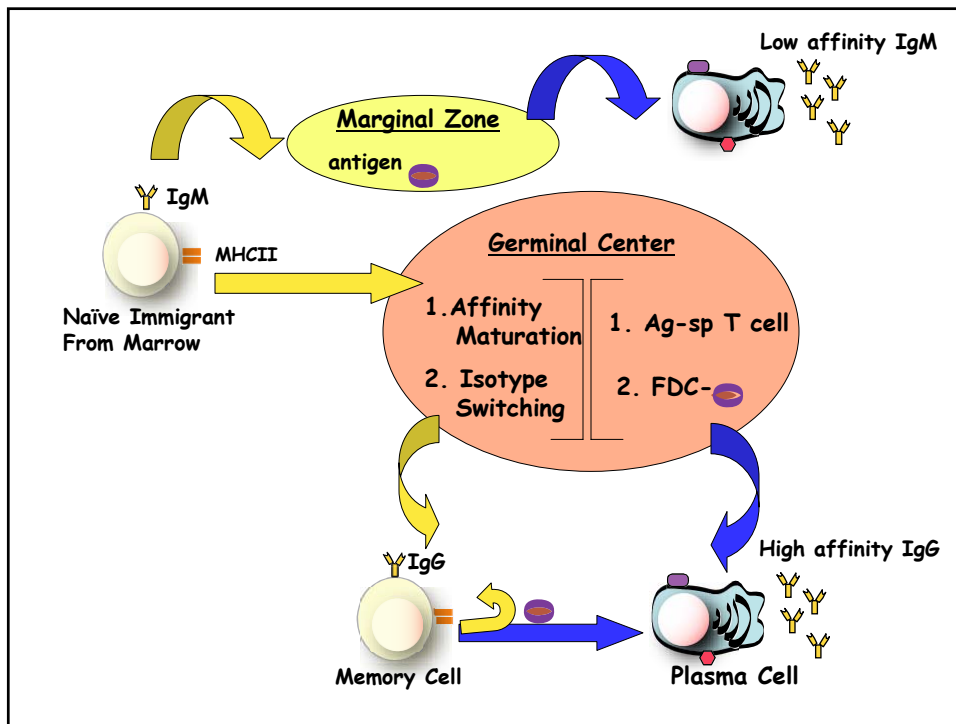 Low affinity IgM
Marginal Zone
antigen
IgM
MHCII
Naïve Immigrant
From Marrow
Germinal Center
1.Affinity
Maturation
2. Isotype
Switching
1. Ag-sp T cell
2. FDC-
IgG
Memory Cell
High affinity IgG
Plasma Cell